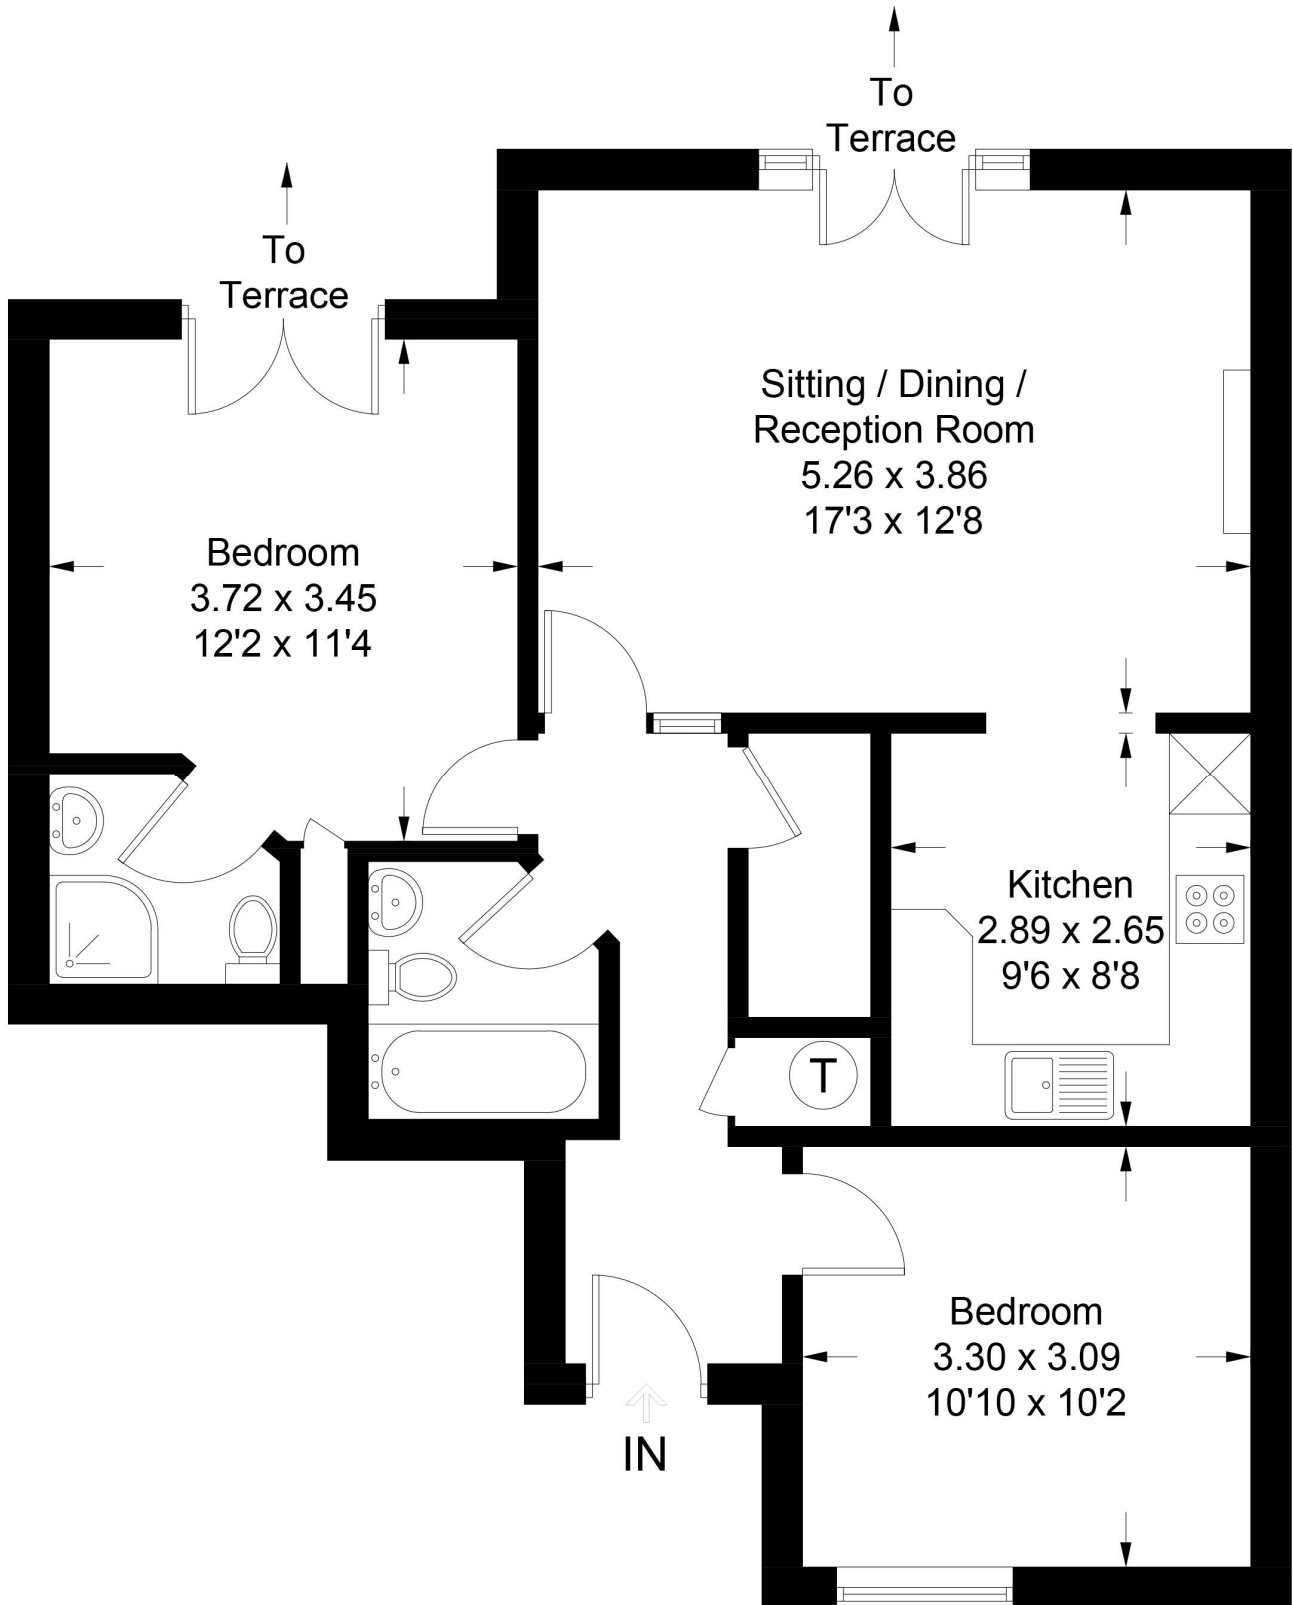 To
Terrace
To
Terrace
Sitting / Dining /
Reception Room
5.26 x 3.86
17'3 x 12'8
Bedroom
3.72 x 3.45
12'2 x 11'4
Kitchen
2.89 x 2.65
9'6 x 8'8
T
Bedroom
3.30 x 3.09
10'10 x 10'2
IN